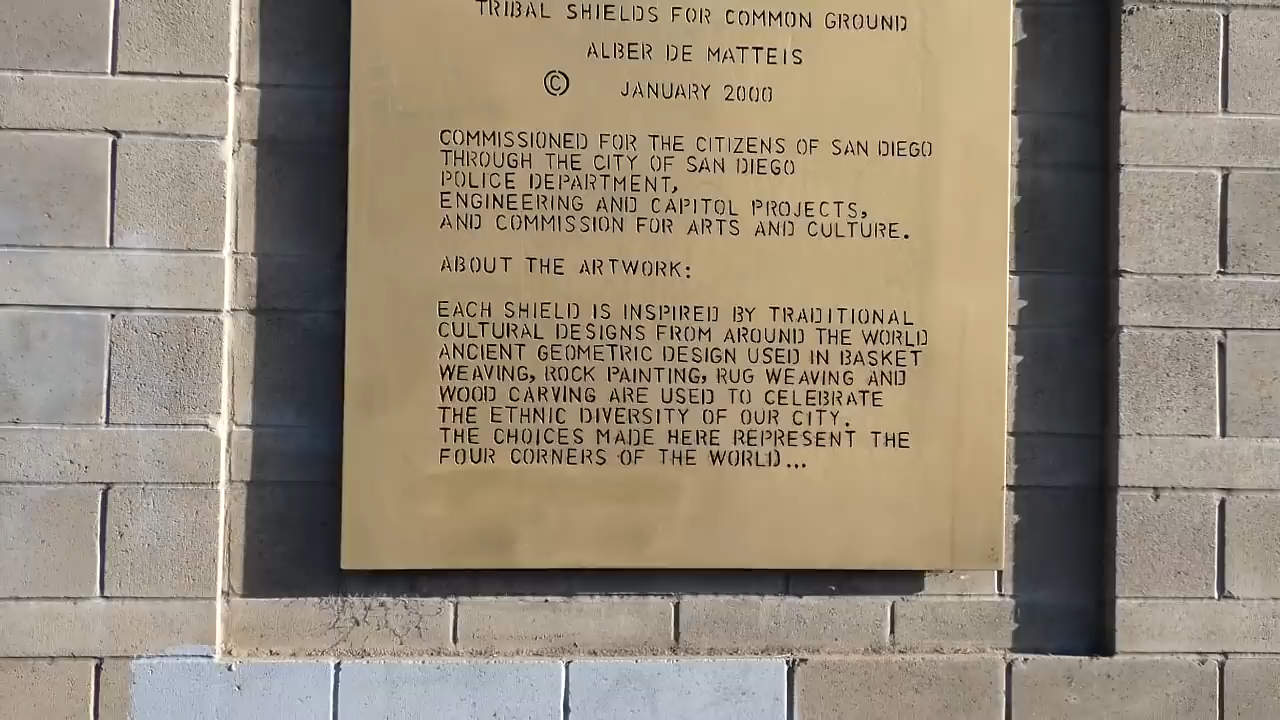 TRIBAL SHIELDS FOR COMMON GROUND
ALBER DE MATTEIS
© JANUARY 2000
COMMISSIONED FOR THE CITIZENS OF SAN DIEGO
THROUGH THE CITY OF SAN DIEGO
POLICE DEPARTMENT,
ENGINEERING AND CAPITOL PROJECTS,
AND COMMISSION FOR ARTS AND CULTURE.
ABOUT THE ARTWORK:
EACH SHIELD IS INSPIRED BY TRADITIONAL
CULTURAL DESIGNS FROM AROUND THE WORLD
ANCIENT GEOMETRIC DESIGN USED IN BASKET
WEAVING, ROCK PAINTING, RUG WEAVING AND
WOOD CARVING ARE USED TO CELEBRATE
THE ETHNIC DIVERSITY OF OUR CITY.
THE CHOICES MADE HERE REPRESENT THE
FOUR CORNERS OF THE WORLD...